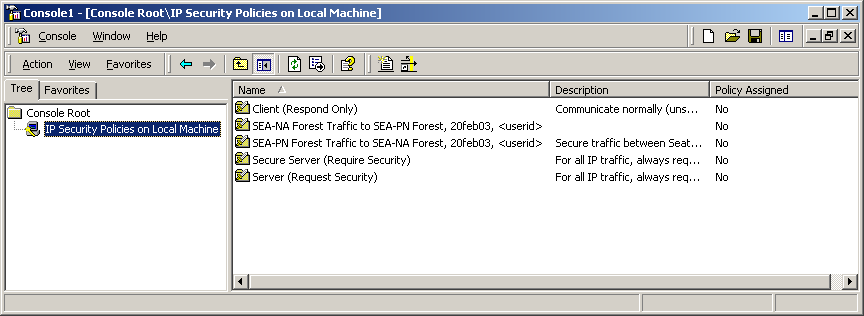 Console1 - [Console Root\IP Security Policies on Local Machine]
Console Window Help
Action View Favorites
Tree Favorites
Name Description Policy Assigned
Console Root
IP Security Policies on Local Machine
Client (Respond Only) Communicate normally (uns... No
SEA-NA Forest Traffic to SEA-PN Forest, 20feb03, <userid> No
SEA-PN Forest Traffic to SEA-NA Forest, 20feb03, <userid> Secure traffic between Seat... No
Secure Server (Require Security) For all IP traffic, always req... No
Server (Request Security) For all IP traffic, always req... No